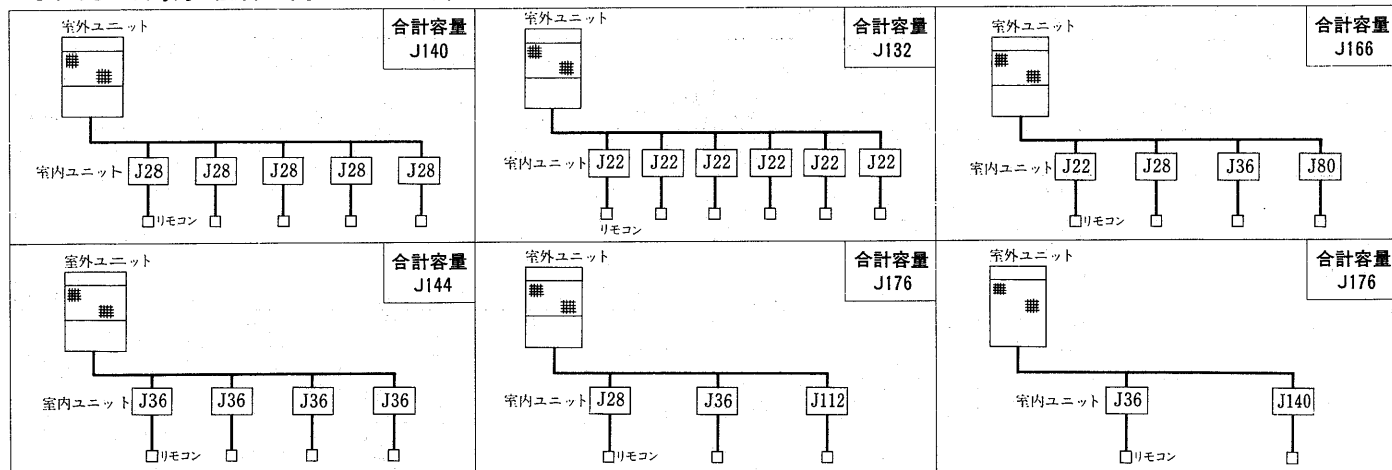 室外ユニット
合計容量
J140
室内ユニット
J28
J28
J28
J28
J28
リモコン
室外ユニット
合計容量
J132
室内ユニット
J22
J22
J22
J22
J22
J22
リモコン
室外ユニット
合計容量
J166
室内ユニット
J22
J28
J36
J80
リモコン
室外ユニット
合計容量
J144
室内ユニット
J36
J36
J36
J36
リモコン
室外ユニット
合計容量
J176
室内ユニット
J28
J36
J112
リモコン
室外ユニット
合計容量
J176
室内ユニット
J36
J140
リモコン